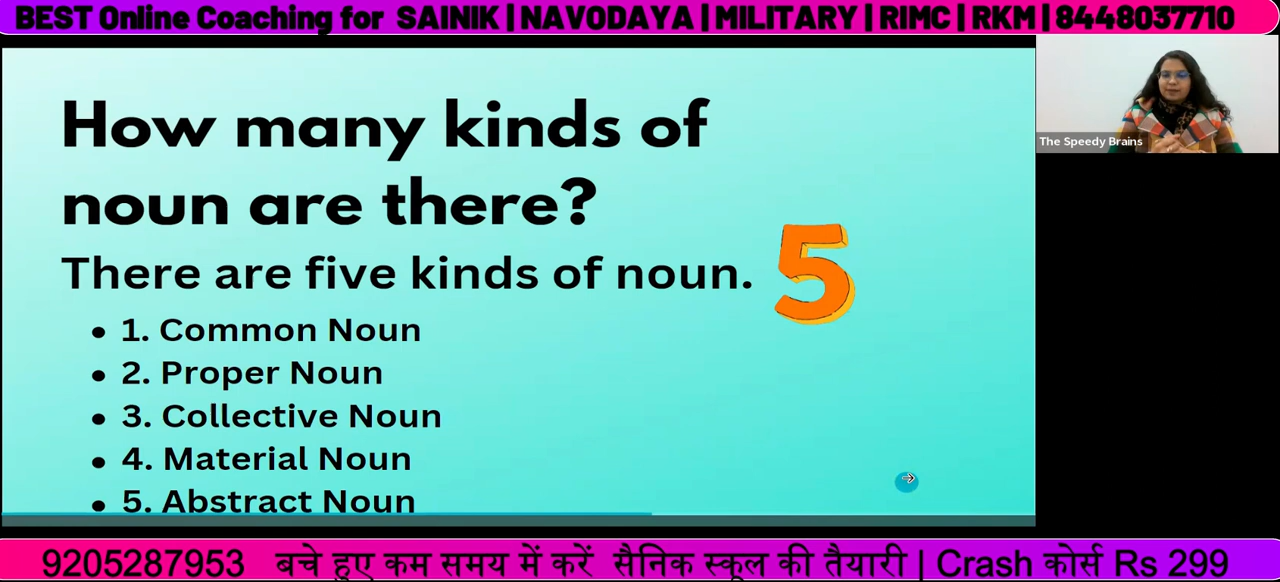 BEST Online Coaching for SAINIK | NAVODAYA | MILITARY | RIMC | RKM | 8448037710
How many kinds of
noun are there?
There are five kinds of noun.
5
• 1. Common Noun
• 2. Proper Noun
• 3. Collective Noun
• 4. Material Noun
• 5. Abstract Noun
The Speedy Brains
9205287953 बचे हुए कम समय में करें सैनिक स्कूल की तैयारी | Crash कोर्स Rs 299